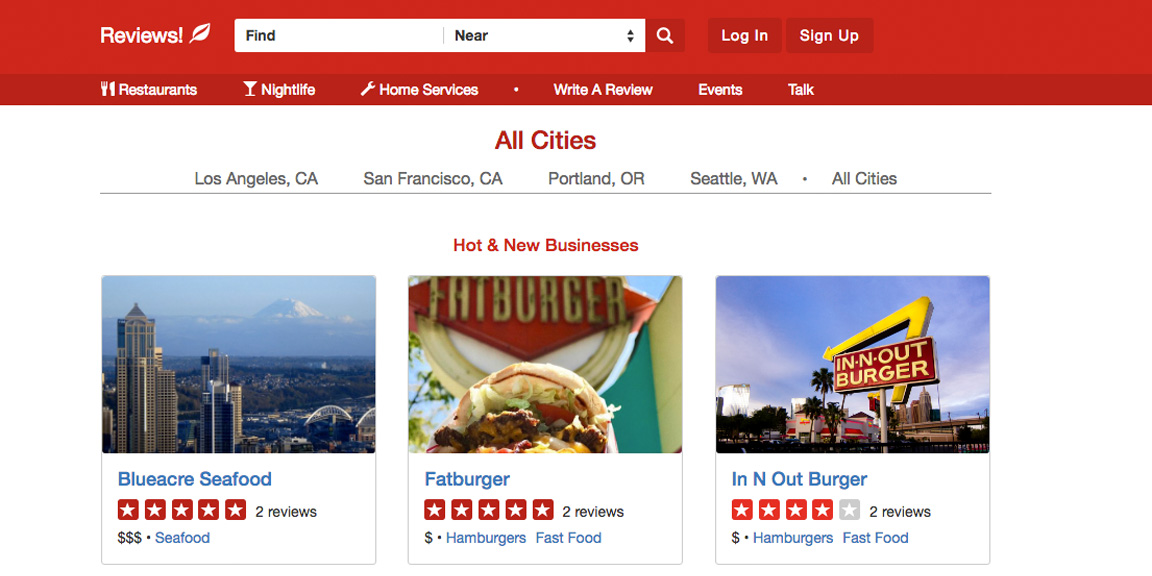 Reviews!
Find Near
Log In Sign Up
Restaurants Nightlife Home Services • Write A Review Events Talk
All Cities
Los Angeles, CA San Francisco, CA Portland, OR Seattle, WA • All Cities
Hot & New Businesses
FATBURGER
IN-N-OUT
BURGER
Blueacre Seafood
2 reviews
$$$ • Seafood
Fatburger
2 reviews
$ • Hamburgers Fast Food
In N Out Burger
2 reviews
$ • Hamburgers Fast Food